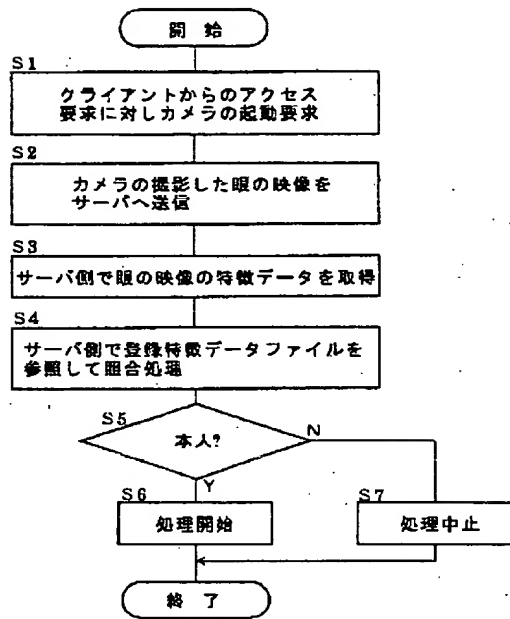 開始
S1
クライアントからのアクセス
要求に対しカメラの起動要求
S2
カメラの撮影した眼の映像を
サーバへ送信
S3
サーバ側で眼の映像の特徴データを取得
S4
サーバ側で登録特徴データファイルを
参照して照合処理
S5
本人?
N
Y
S6
処理開始
S7
処理中止
終了